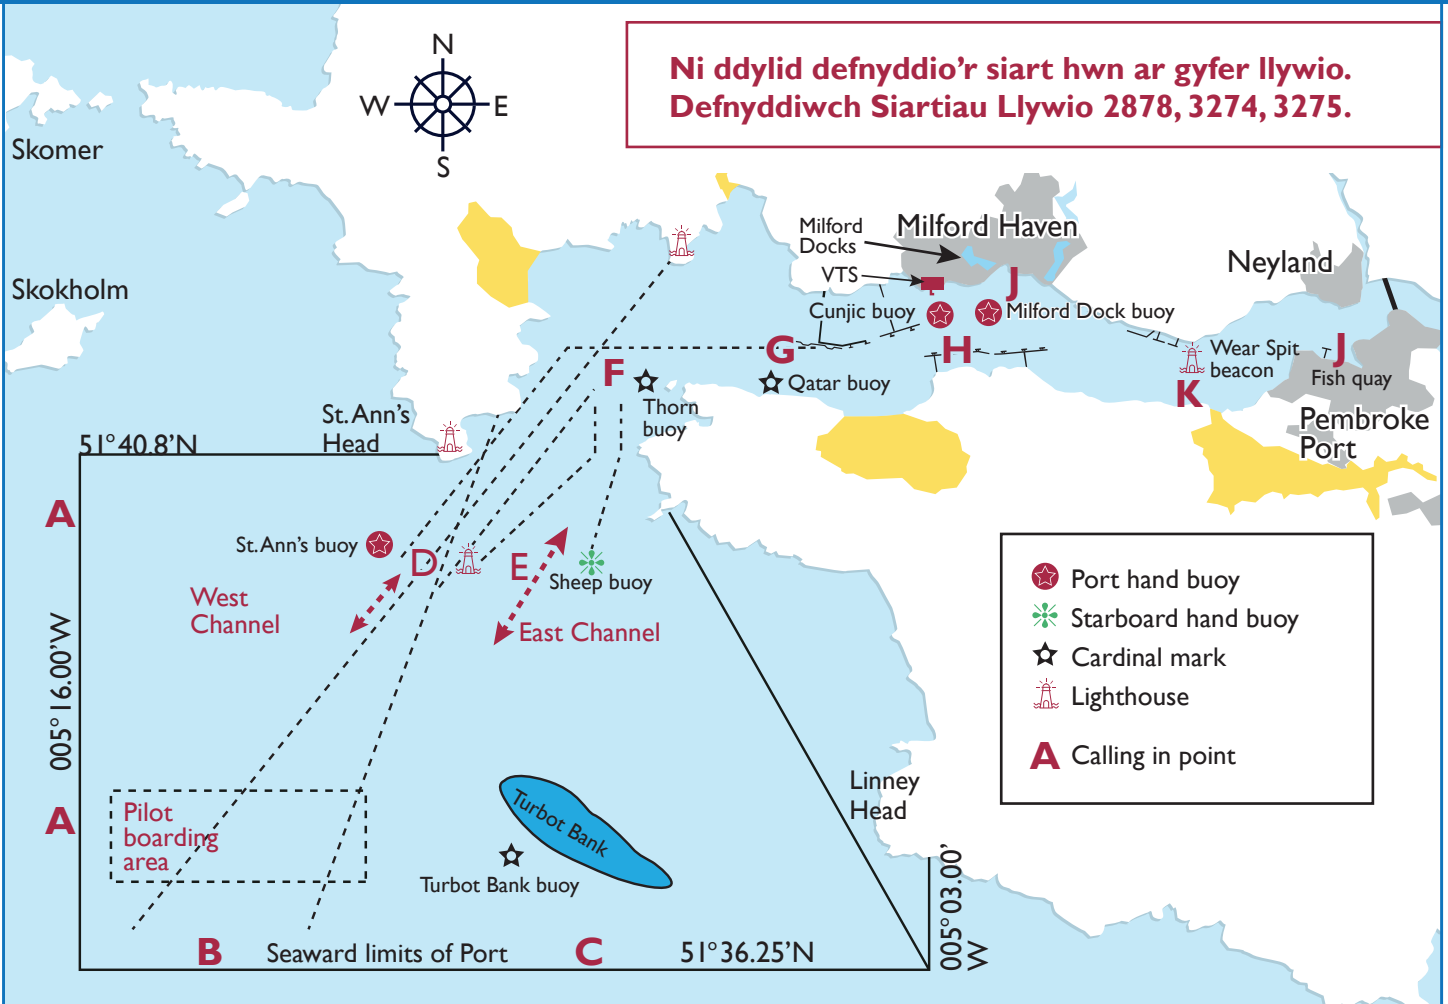 N
W
E
S
Ni ddylid defnyddio’r siart hwn ar gyfer llywio.
Defnyddiwch Siartiau Llywio 2878, 3274, 3275.
Skomer
Skokholm
Milford
Docks
Milford Haven
VTS
Cunjic buoy
J
Milford Dock buoy
Neyland
G
H
F
Qatar buoy
Thorn
buoy
Wear Spit
beacon
K
J
Fish quay
Pembroke
Port
St. Ann’s
Head
51°40.8’N
A
St. Ann’s buoy
D
E
Sheep buoy
West
Channel
East Channel
005°16.00’W
A
Pilot
boarding
area
Turbot Bank
Turbot Bank buoy
Linney
Head
005°03.00’
W
B
Seaward limits of Port
C
51°36.25’N
Port hand buoy
Starboard hand buoy
Cardinal mark
Lighthouse
A Calling in point